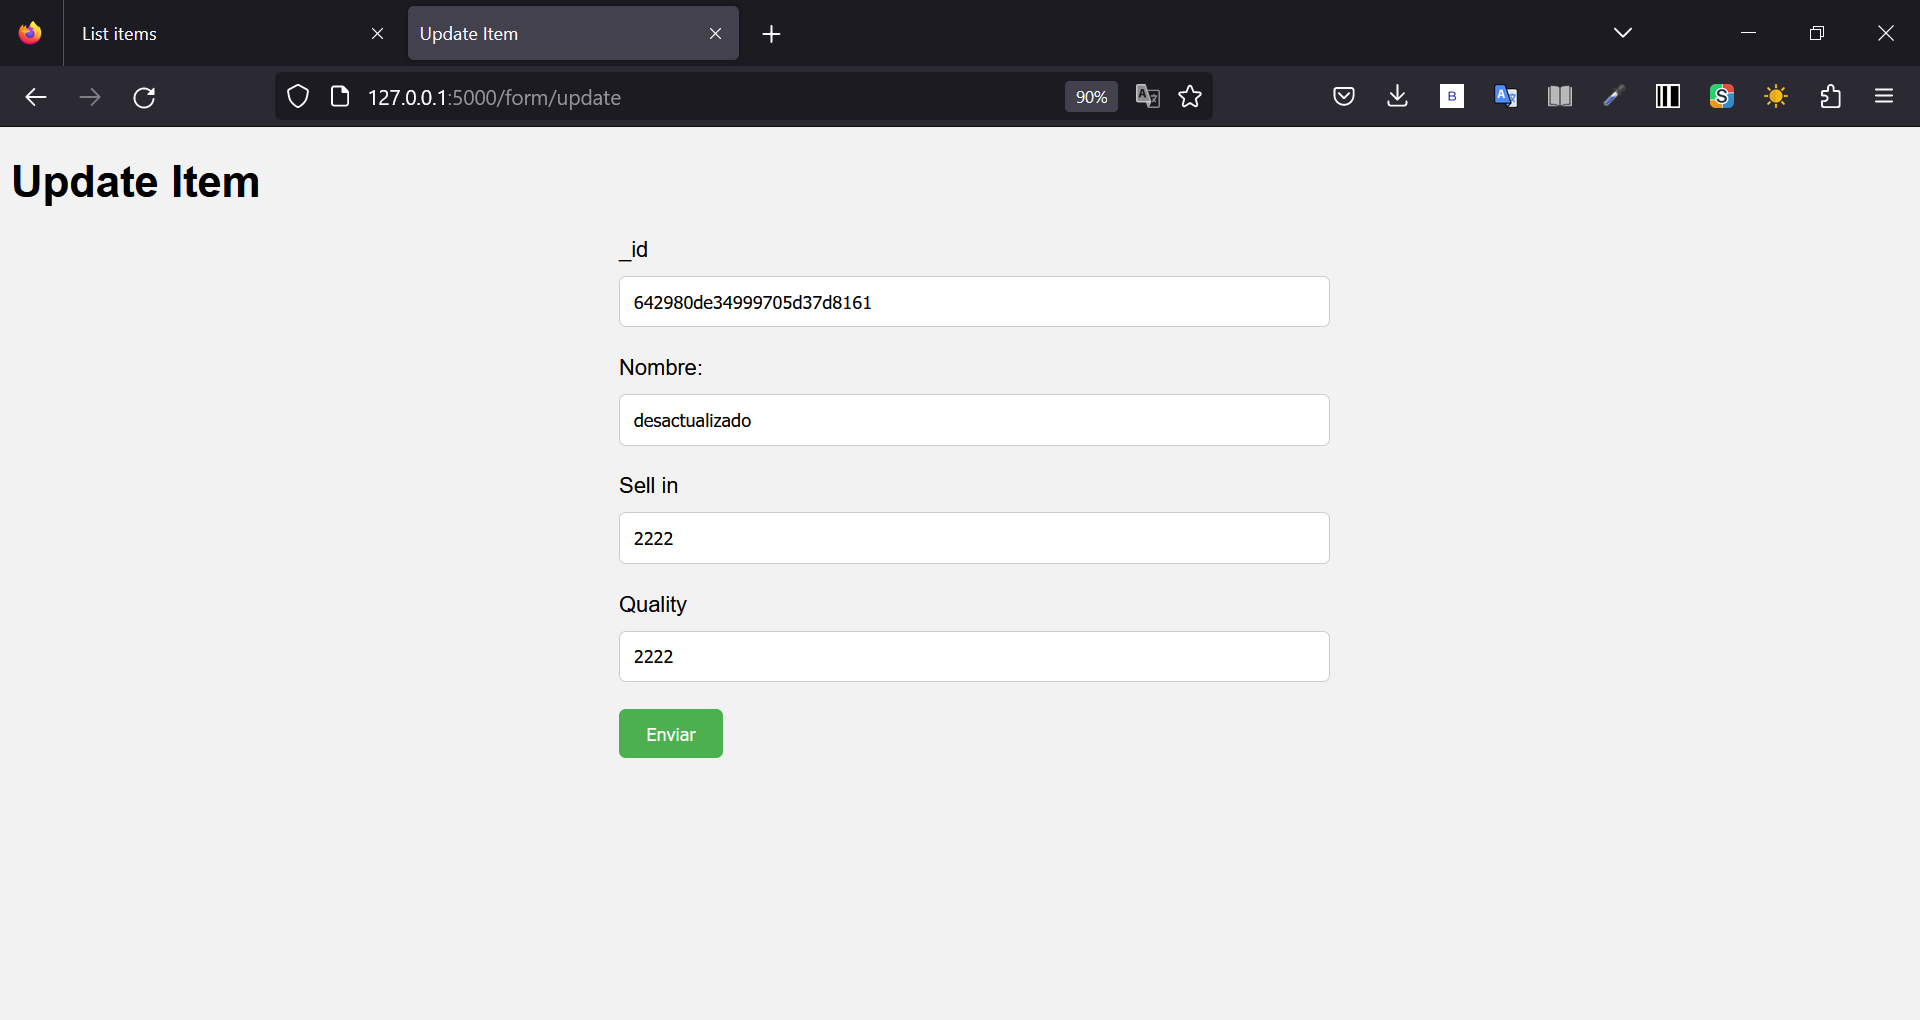 List items
Update Item
127.0.0.1:5000/form/update
90%
Update Item
_id
642980de34999705d37d8161
Nombre:
desactualizado
Sell in
2222
Quality
2222
Enviar